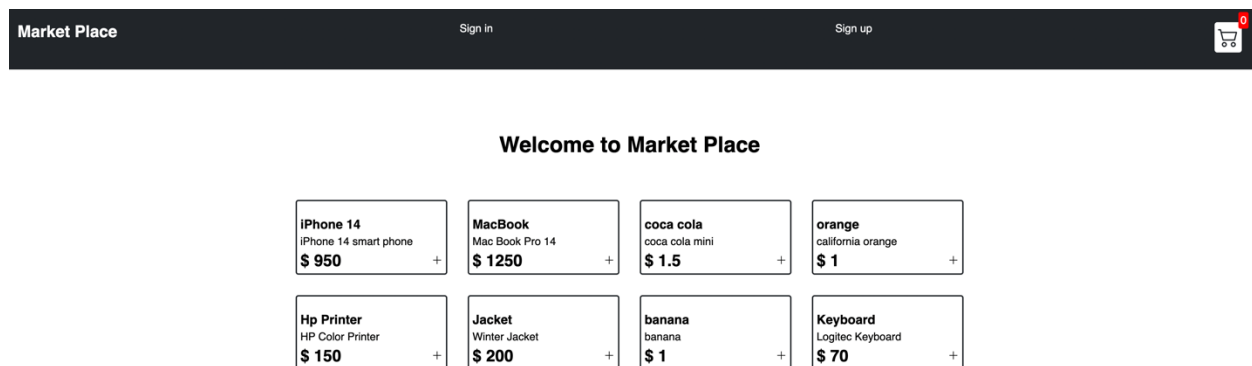 Market Place
Sign in
Sign up
0
Welcome to Market Place
iPhone 14
iPhone 14 smart phone
$ 950 +
MacBook
Mac Book Pro 14
$ 1250 +
coca cola
coca cola mini
$ 1.5 +
orange
california orange
$ 1 +
Hp Printer
HP Color Printer
$ 150 +
Jacket
Winter Jacket
$ 200 +
banana
banana
$ 1 +
Keyboard
Logitec Keyboard
$ 70 +